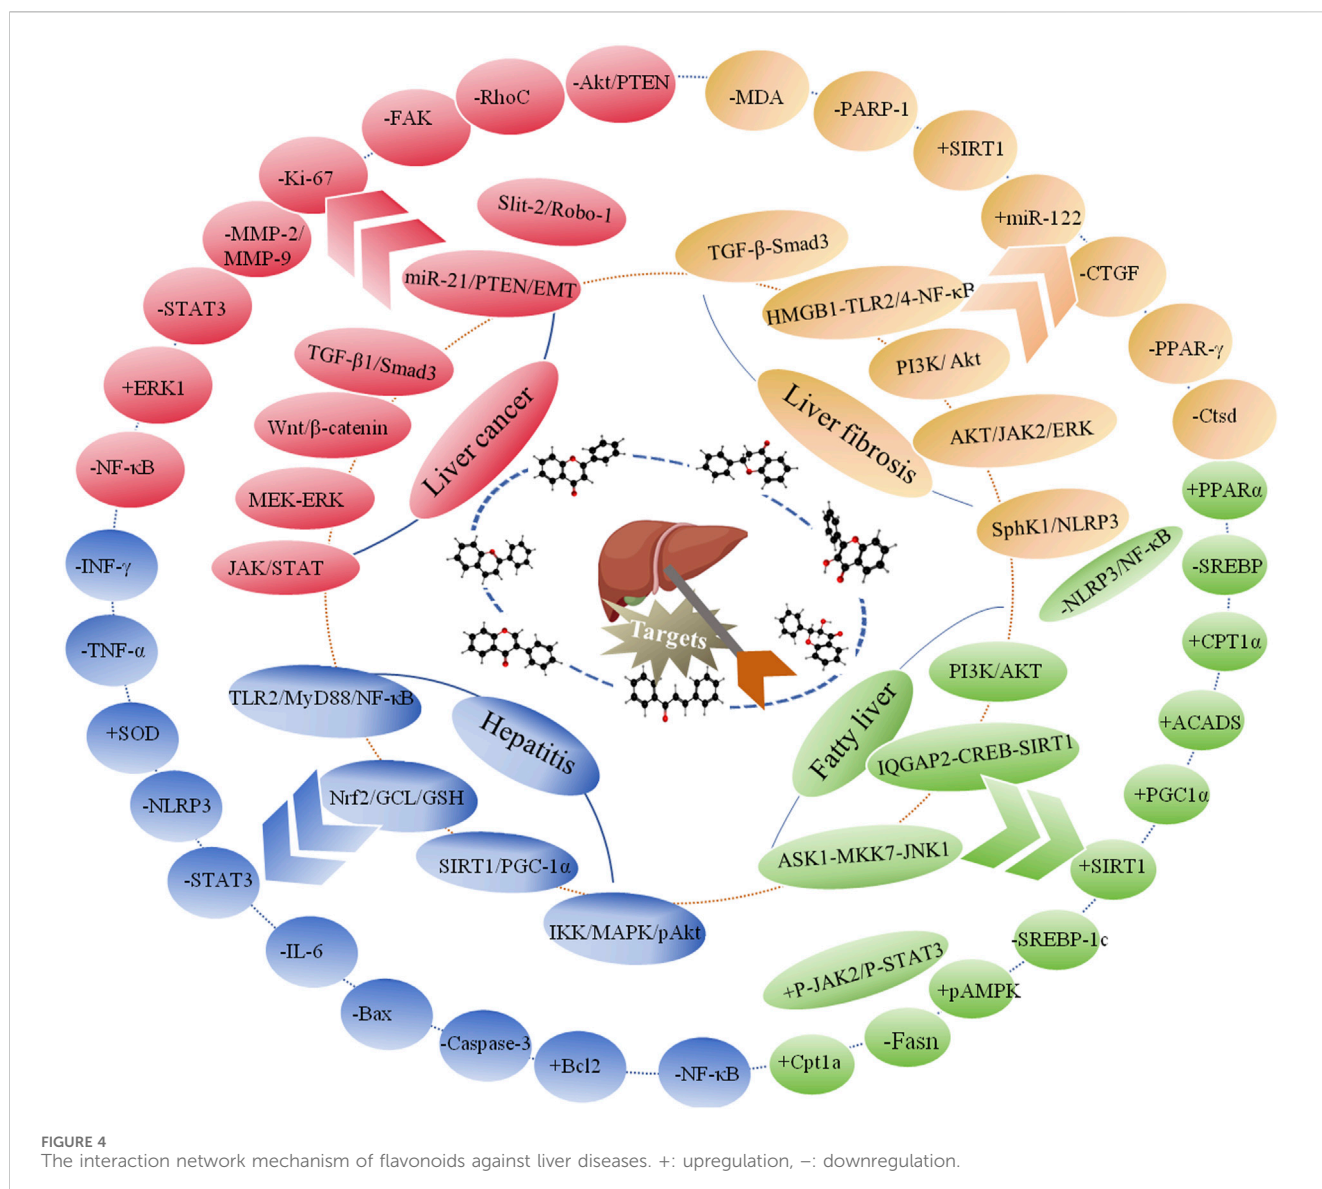 -Akt/PTEN
-RhoC
-FAK
-Ki-67
-MMP-2/
MMP-9
-STAT3
+ERK1
-NF-κB
Slit-2/Robo-1
miR-21/PTEN/EMT
TGF-β1/Smad3
Wnt/β-catenin
MEK-ERK
JAK/STAT
Liver cancer
-MDA
-PARP-1
+SIRT1
+miR-122
-CTGF
-PPAR-γ
-Ctsd
TGF-β-Smad3
HMGB1-TLR2/4-NF-κB
PI3K/ Akt
AKT/JAK2/ERK
SphK1/NLRP3
Liver fibrosis
Targets
-INF-γ
-TNF-α
+SOD
-NLRP3
-STAT3
-IL-6
-Bax
-Caspase-3
+Bcl2
-NF-κB
TLR2/MyD88/NF-κB
Nrf2/GCL/GSH
SIRT1/PGC-1α
IKK/MAPK/pAkt
Hepatitis
+PPARα
-SREBP
+CPT1α
+ACADS
+PGC1α
+SIRT1
-SREBP-1c
+pAMPK
-Fasn
+Cpt1a
-NLRP3/NF-κB
PI3K/AKT
IQGAP2-CREB-SIRT1
ASK1-MKK7-JNK1
+P-JAK2/P-STAT3
Fatty liver
FIGURE 4
The interaction network mechanism of flavonoids against liver diseases. +: upregulation, −: downregulation.